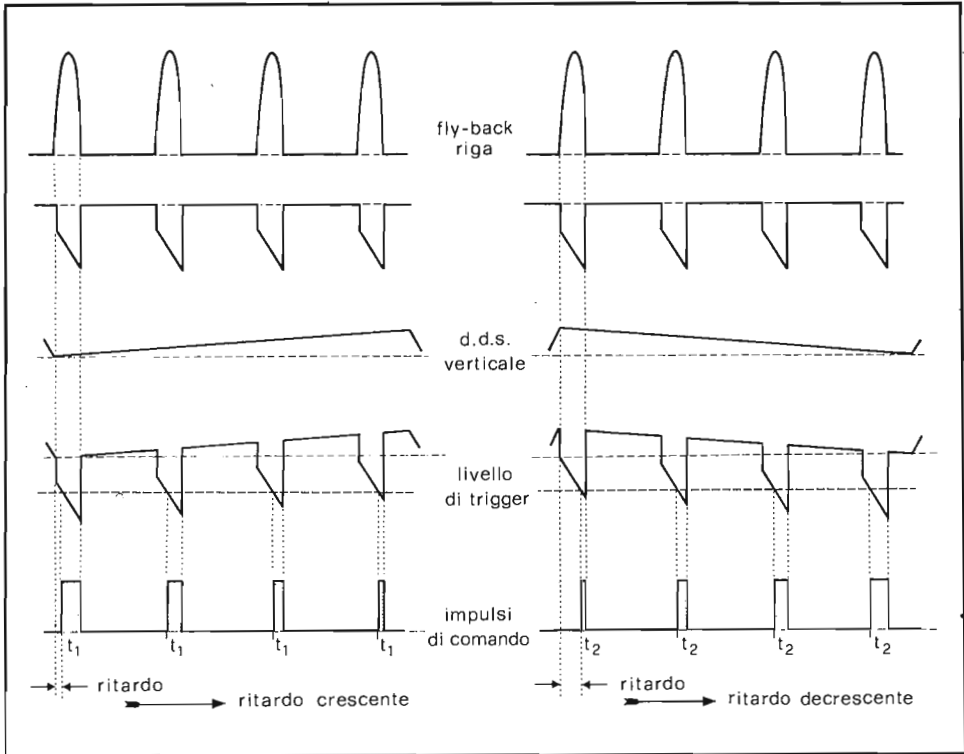 fly-back
riga
d.d.s.
verticale
livello
di trigger
impulsi
di comando
t1 t1 t1 t1
t2 t2 t2 t2
ritardo
ritardo crescente
ritardo
ritardo decrescente